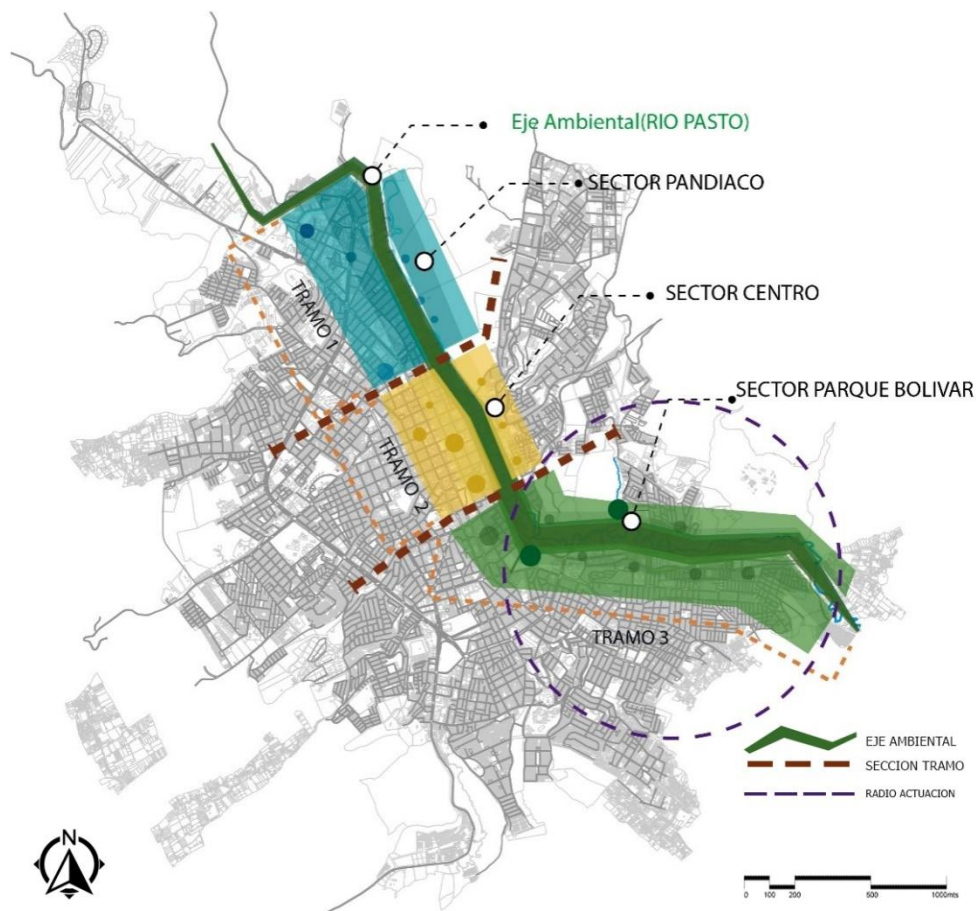 Eje Ambiental(RIO PASTO)
SECTOR PANDIACO
SECTOR CENTRO
SECTOR PARQUE BOLIVAR
TRAMO 1
TRAMO 2
TRAMO 3
EJE AMBIENTAL
SECCION TRAMO
RADIO ACTUACION
N
0 100 200 500 1000mts